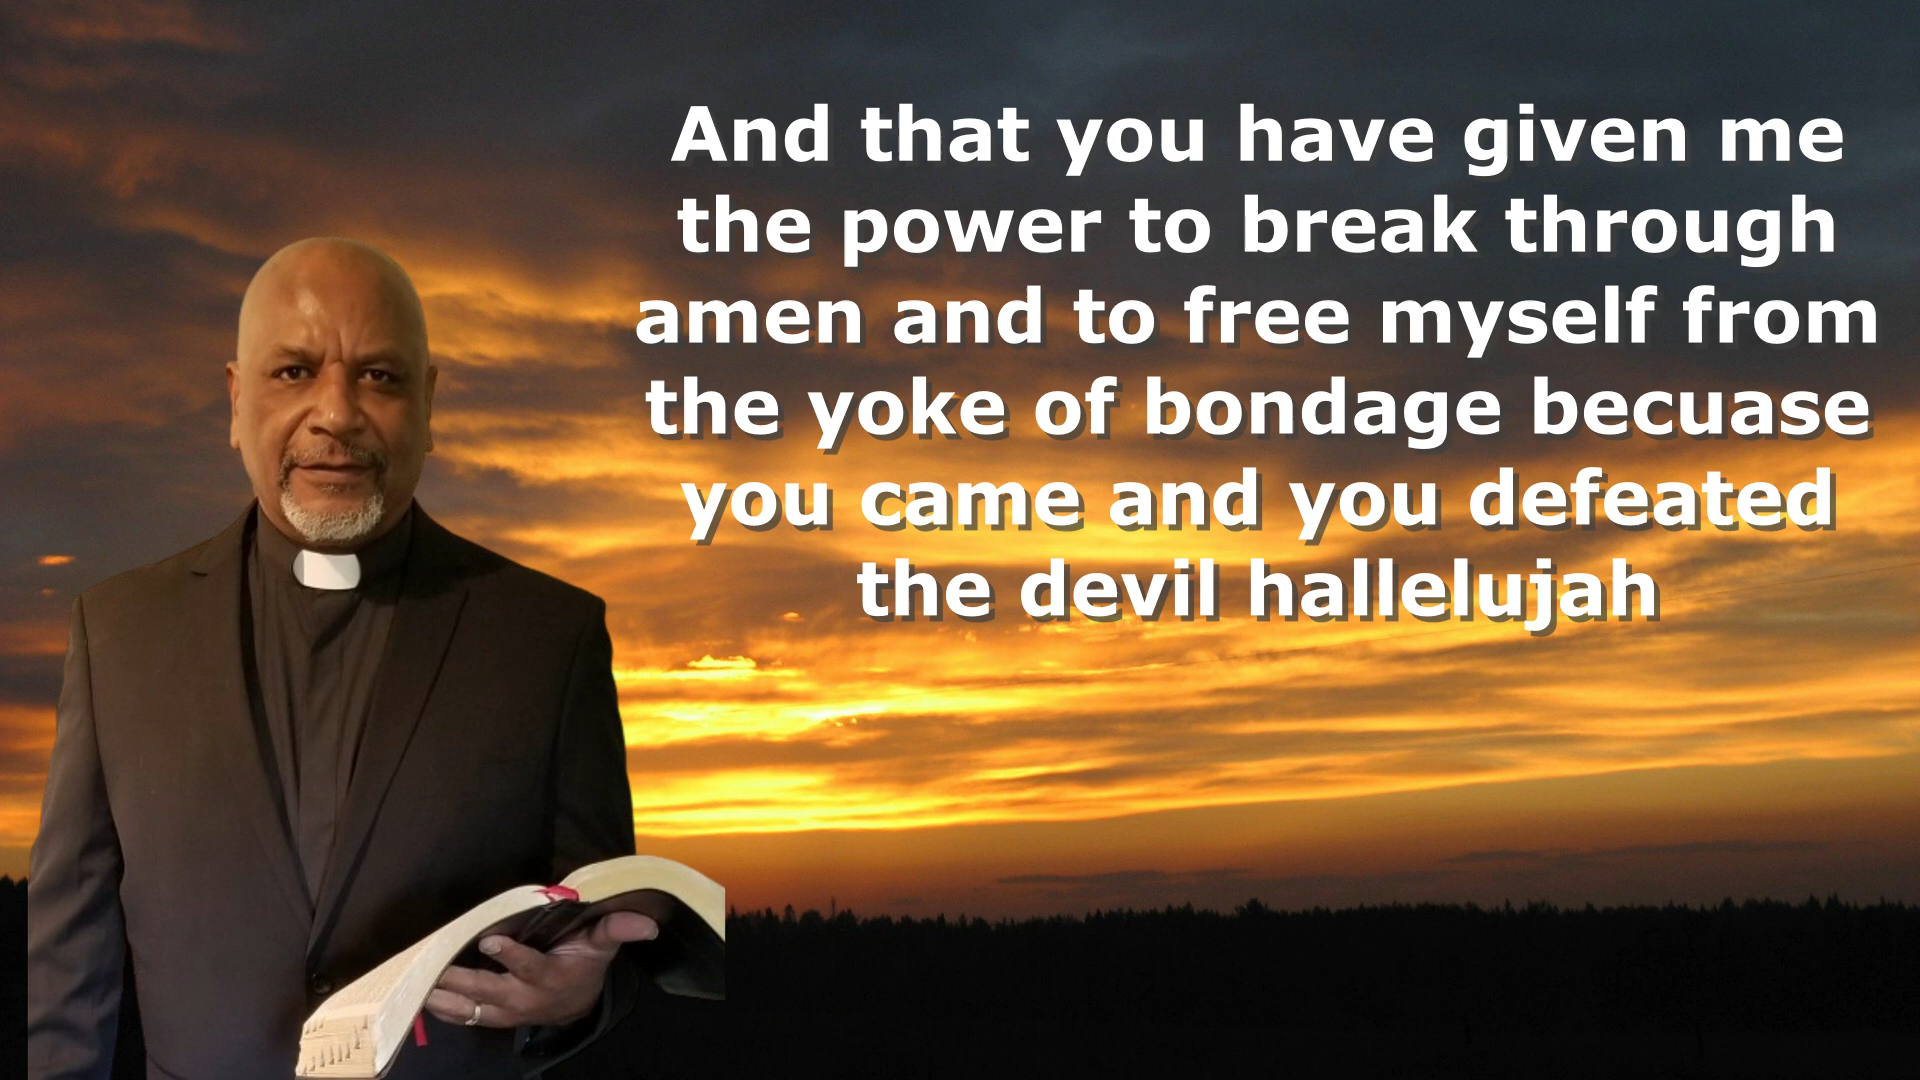 And that you have given me
the power to break through
amen and to free myself from
the yoke of bondage becuase
you came and you defeated
the devil hallelujah